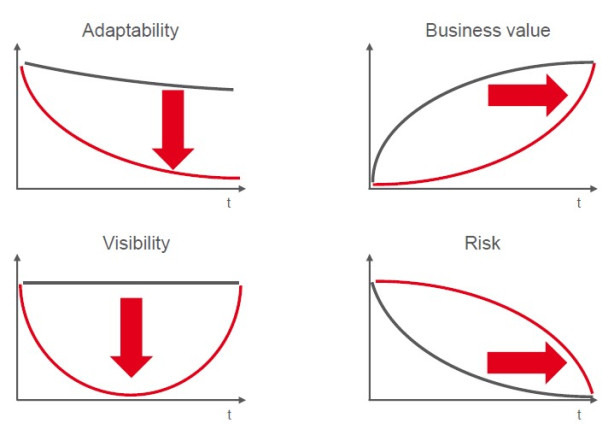 Adaptability
Business value
t
t
Visibility
Risk
t
t